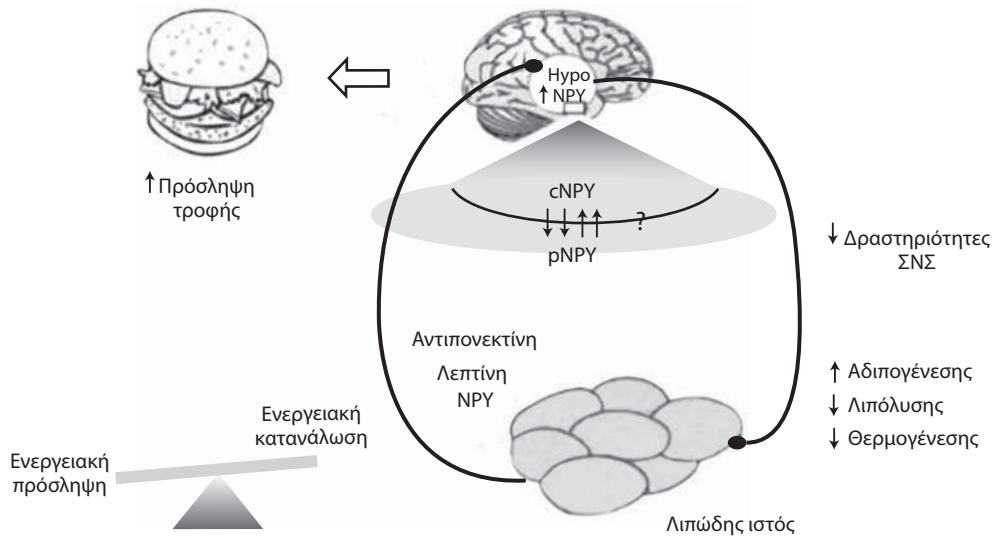 Hypo
↑ NPY
↑ Πρόσληψη
τροφής
cNPY
↓ ↓ ↑ ↑ ?
pNPY
↓ Δραστηριότητες
ΣΝΣ
Αντιπονεκτίνη
Λεπτίνη
NPY
↑ Αδιπογένεσης
↓ Λιπόλυσης
↓ Θερμογένεσης
Ενεργειακή
κατανάλωση
Ενεργειακή
πρόσληψη
Λιπώδης ιστός